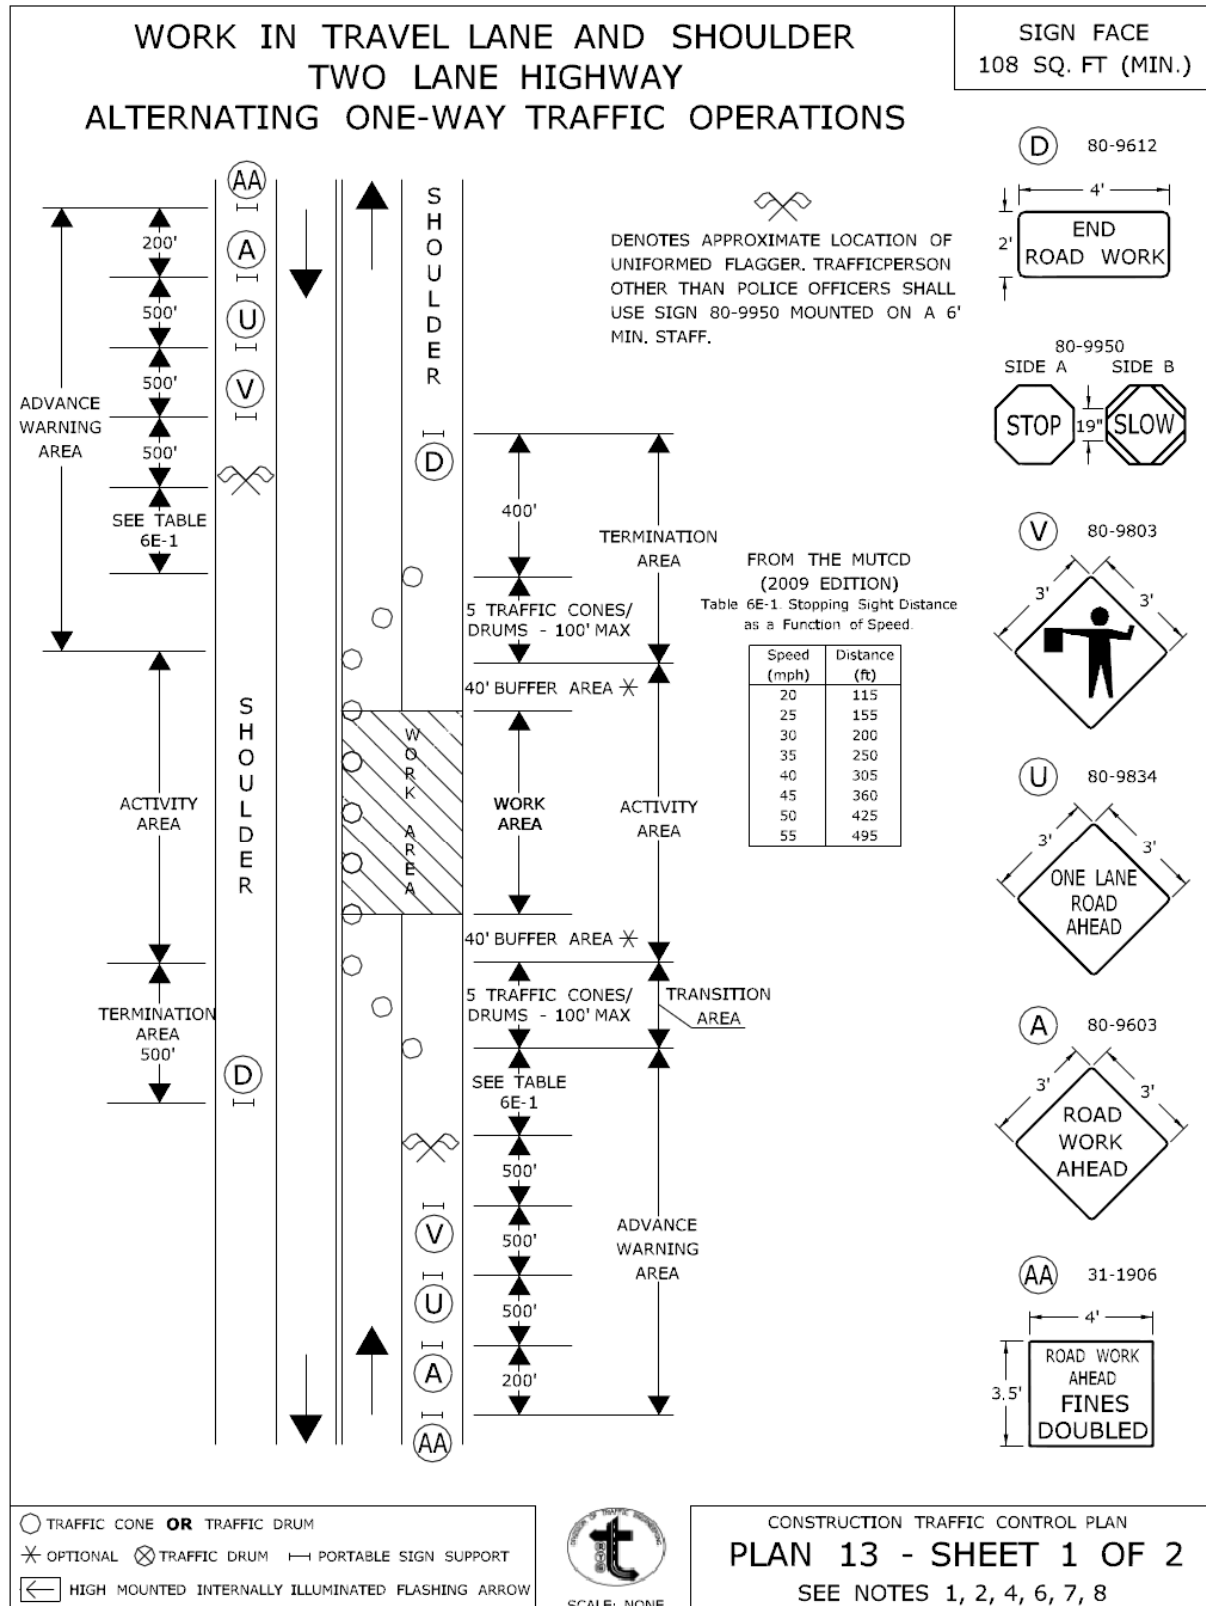 WORK IN TRAVEL LANE AND SHOULDER
TWO LANE HIGHWAY
ALTERNATING ONE-WAY TRAFFIC OPERATIONS
SIGN FACE
108 SQ. FT (MIN.)
AA
A
U
V
200'
500'
500'
500'
SEE TABLE
6E-1
ADVANCE
WARNING
AREA
SHOULDER
ACTIVITY
AREA
TERMINATION
AREA
500'
D
SHOULDER
D
400'
TERMINATION
AREA
5 TRAFFIC CONES/
DRUMS - 100' MAX
40' BUFFER AREA
WORK AREA
WORK
AREA
ACTIVITY
AREA
40' BUFFER AREA
5 TRAFFIC CONES/
DRUMS - 100' MAX
TRANSITION
AREA
SEE TABLE
6E-1
500'
500'
500'
200'
ADVANCE
WARNING
AREA
V
U
A
AA
DENOTES APPROXIMATE LOCATION OF
UNIFORMED FLAGGER. TRAFFICPERSON
OTHER THAN POLICE OFFICERS SHALL
USE SIGN 80-9950 MOUNTED ON A 6'
MIN. STAFF.
FROM THE MUTCD
(2009 EDITION)
Table 6E-1. Stopping Sight Distance
as a Function of Speed.
Speed Distance
(mph) (ft)
20 115
25 155
30 200
35 250
40 305
45 360
50 425
55 495
D 80-9612
4'
2'
END
ROAD WORK
80-9950
SIDE A SIDE B
STOP 19" SLOW
V 80-9803
3' 3'
U 80-9834
3' 3'
ONE LANE
ROAD
AHEAD
A 80-9603
3' 3'
ROAD
WORK
AHEAD
AA 31-1906
4'
3.5'
ROAD WORK
AHEAD
FINES
DOUBLED
TRAFFIC CONE OR TRAFFIC DRUM
OPTIONAL TRAFFIC DRUM PORTABLE SIGN SUPPORT
HIGH MOUNTED INTERNALLY ILLUMINATED FLASHING ARROW
DIVISION OF TRAFFIC ENGINEERING
SCALE: NONE
CONSTRUCTION TRAFFIC CONTROL PLAN
PLAN 13 - SHEET 1 OF 2
SEE NOTES 1, 2, 4, 6, 7, 8